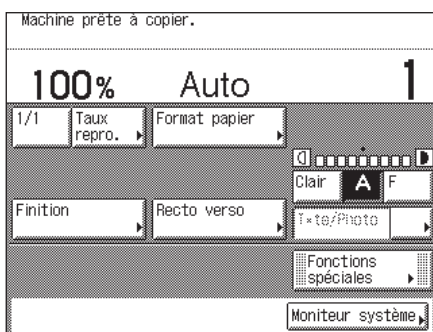 Machine prête à copier.
100% Auto 1
1/1 Taux repro. Format papier
Clair A F
Finition Recto verso Texte/Photo
Fonctions spéciales
Moniteur système